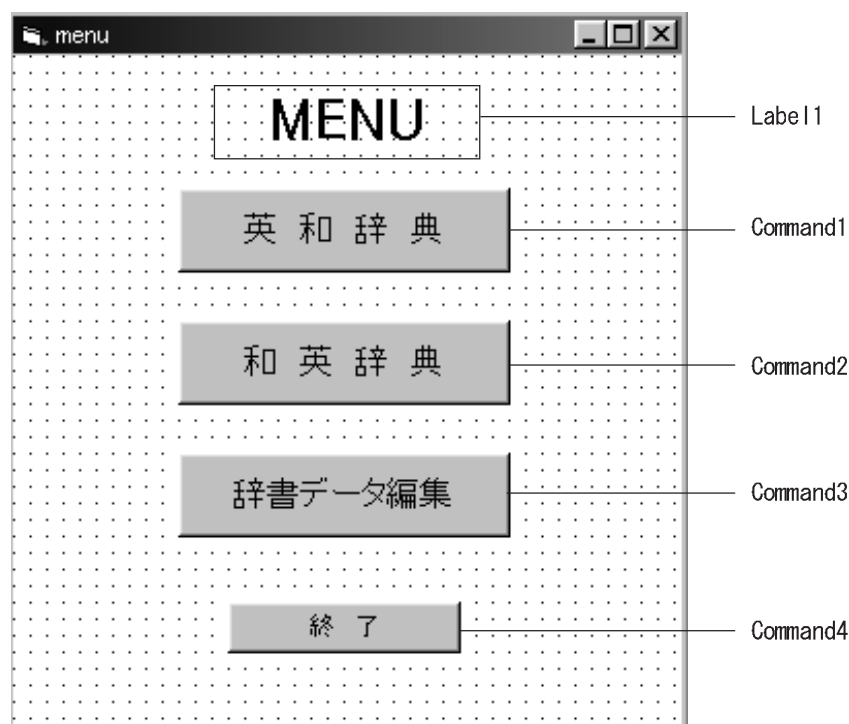 menu
MENU
Label1
英 和 辞 典
Command1
和 英 辞 典
Command2
辞書データ編集
Command3
終 了
Command4